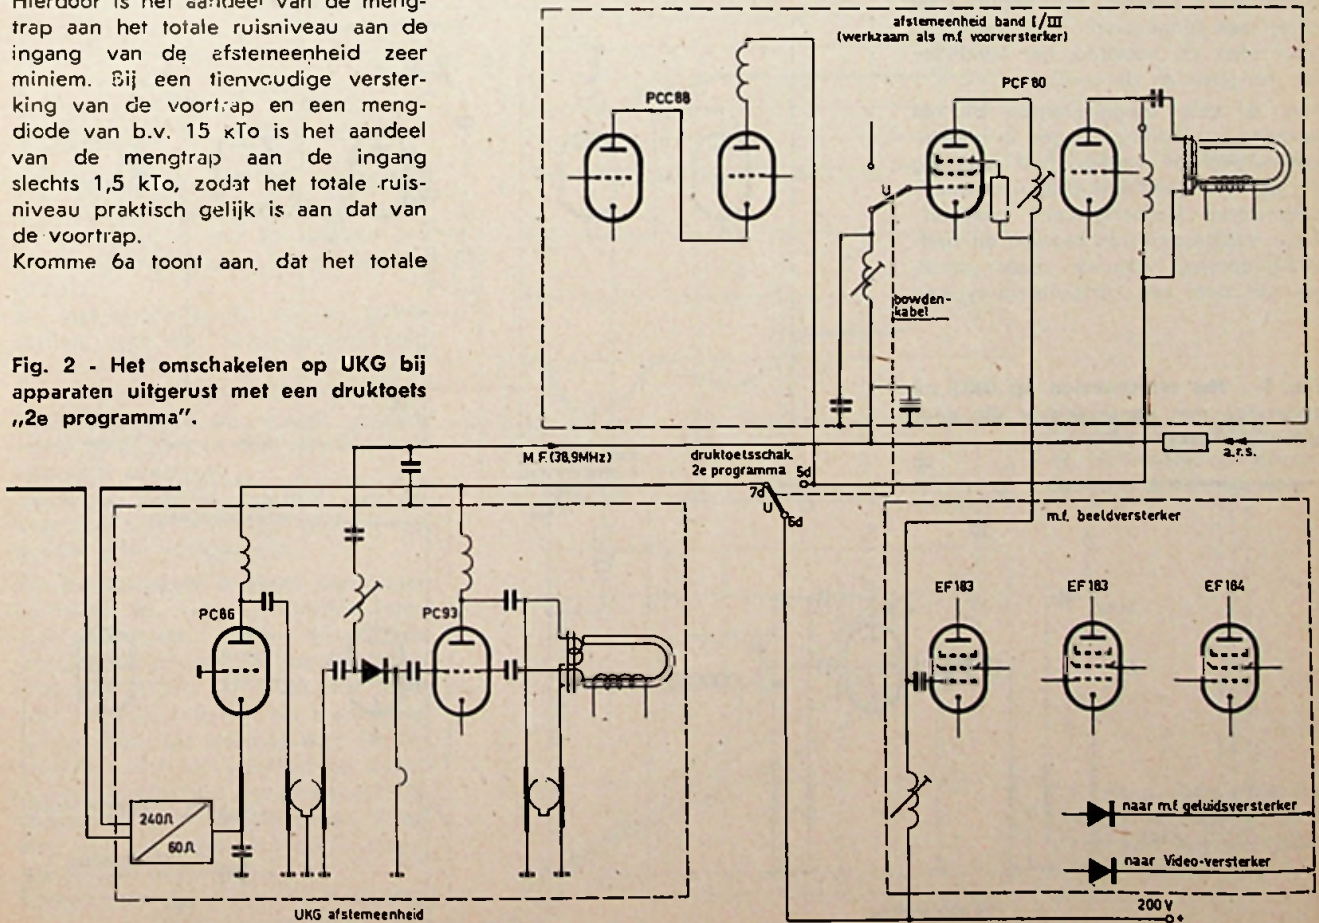 Hierdoor is het aandeel van de meng-
trap aan het totale ruisniveau aan de
ingang van de afstemeenheid zeer
miniem. Bij een tienvoudige verster-
king van de voortrap en een meng-
diode van b.v. 15 kTo is het aandeel
van de mengtrap aan de ingang
slechts 1,5 kTo, zodat het totale ruis-
niveau praktisch gelijk is aan dat van
de voortrap.
Kromme 6a toont aan, dat het totale
Fig. 2 - Het omschakelen op UKG bij
apparaten uitgerust met een druktoets
„2e programma".
afstemeenheid band I/III
(werkzaam als m.f. voorversterker)
PCC88
PCF80
U
bowden-
kabel
M.F.(38,9MHz)
druktoetsschak.
2e programma
5d
7d
U
6d
a.r.s.
m.f. beeldversterker
PC86
PC93
EF183
EF183
EF184
240Ω
60Ω
naar m.f. geluidsversterker
naar Video-versterker
UKG afstemeenheid
200V
+